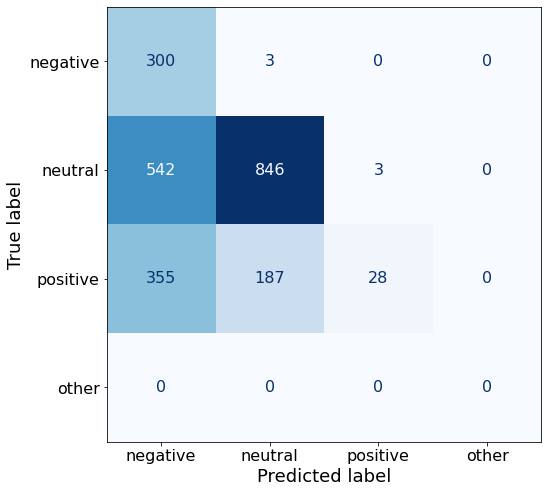 True label
negative 300 3 0 0
neutral 542 846 3 0
positive 355 187 28 0
other 0 0 0 0
negative neutral positive other
Predicted label